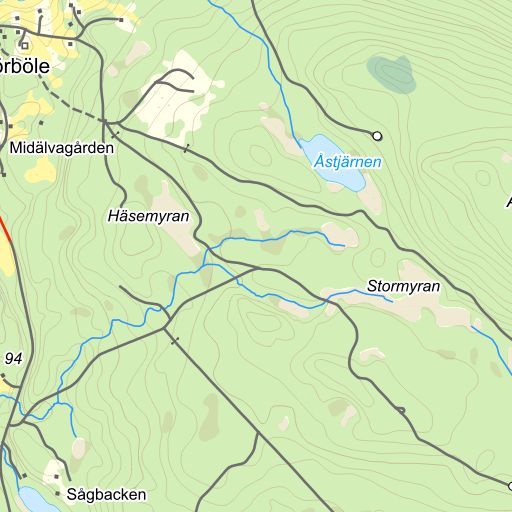 örböle
Midälvagården
Åstjärnen
Häsemyran
Stormyran
94
Sågbacken